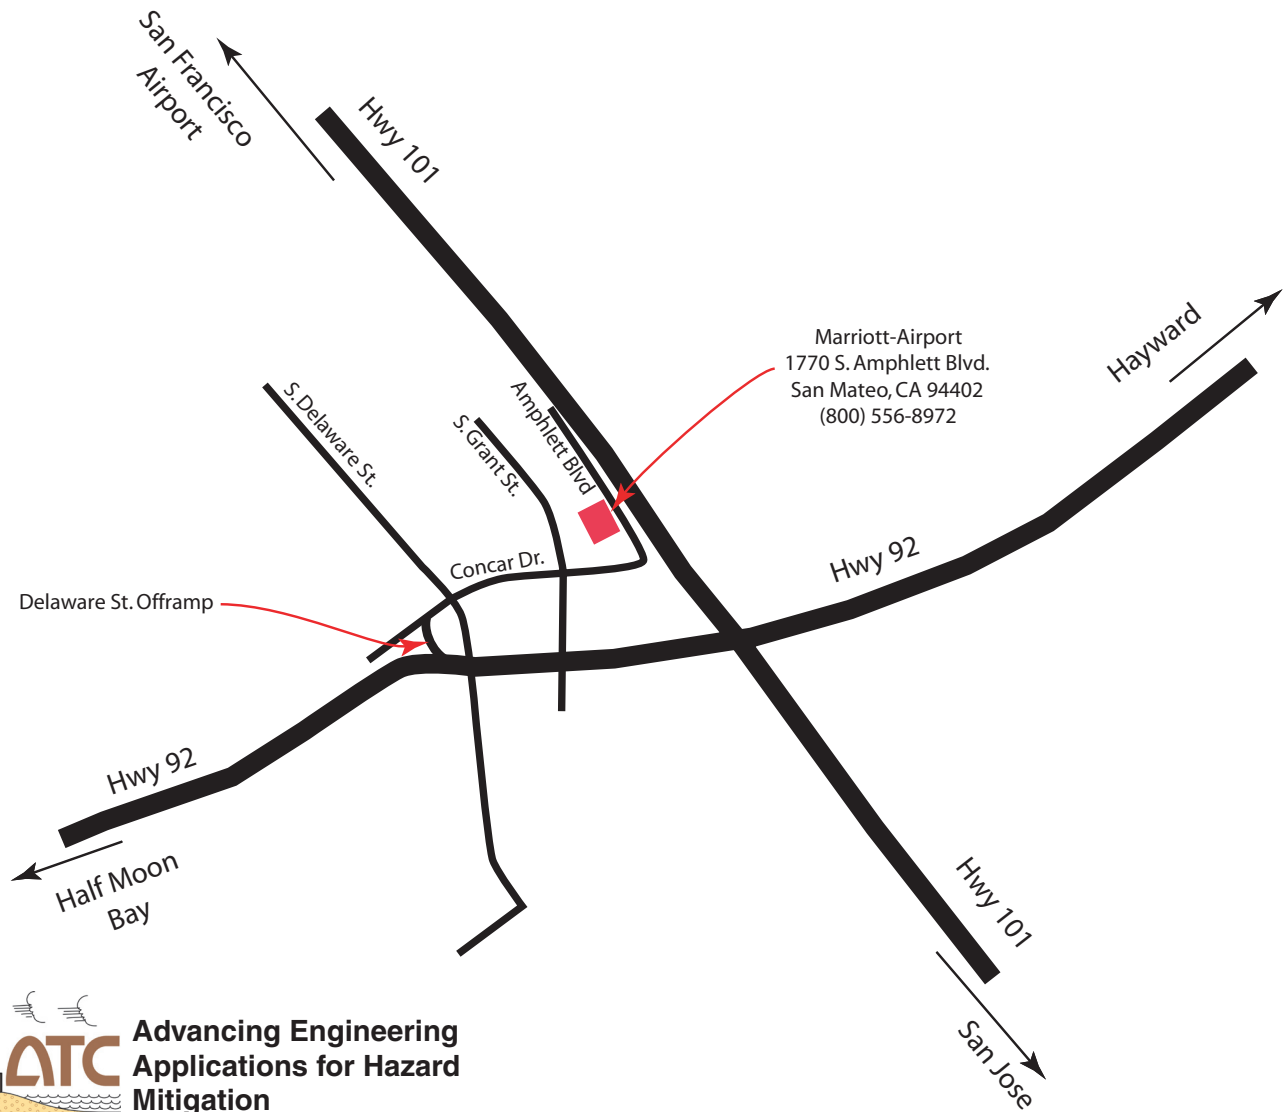 San Francisco
Airport
Hwy 101
Marriott-Airport
1770 S. Amphlett Blvd.
San Mateo, CA 94402
(800) 556-8972
Hayward
S. Delaware St.
S. Grant St.
Amphlett Blvd
Concar Dr.
Hwy 92
Delaware St. Offramp
Hwy 92
Half Moon
Bay
Hwy 101
San Jose
ATC
Advancing Engineering
Applications for Hazard
Mitigation